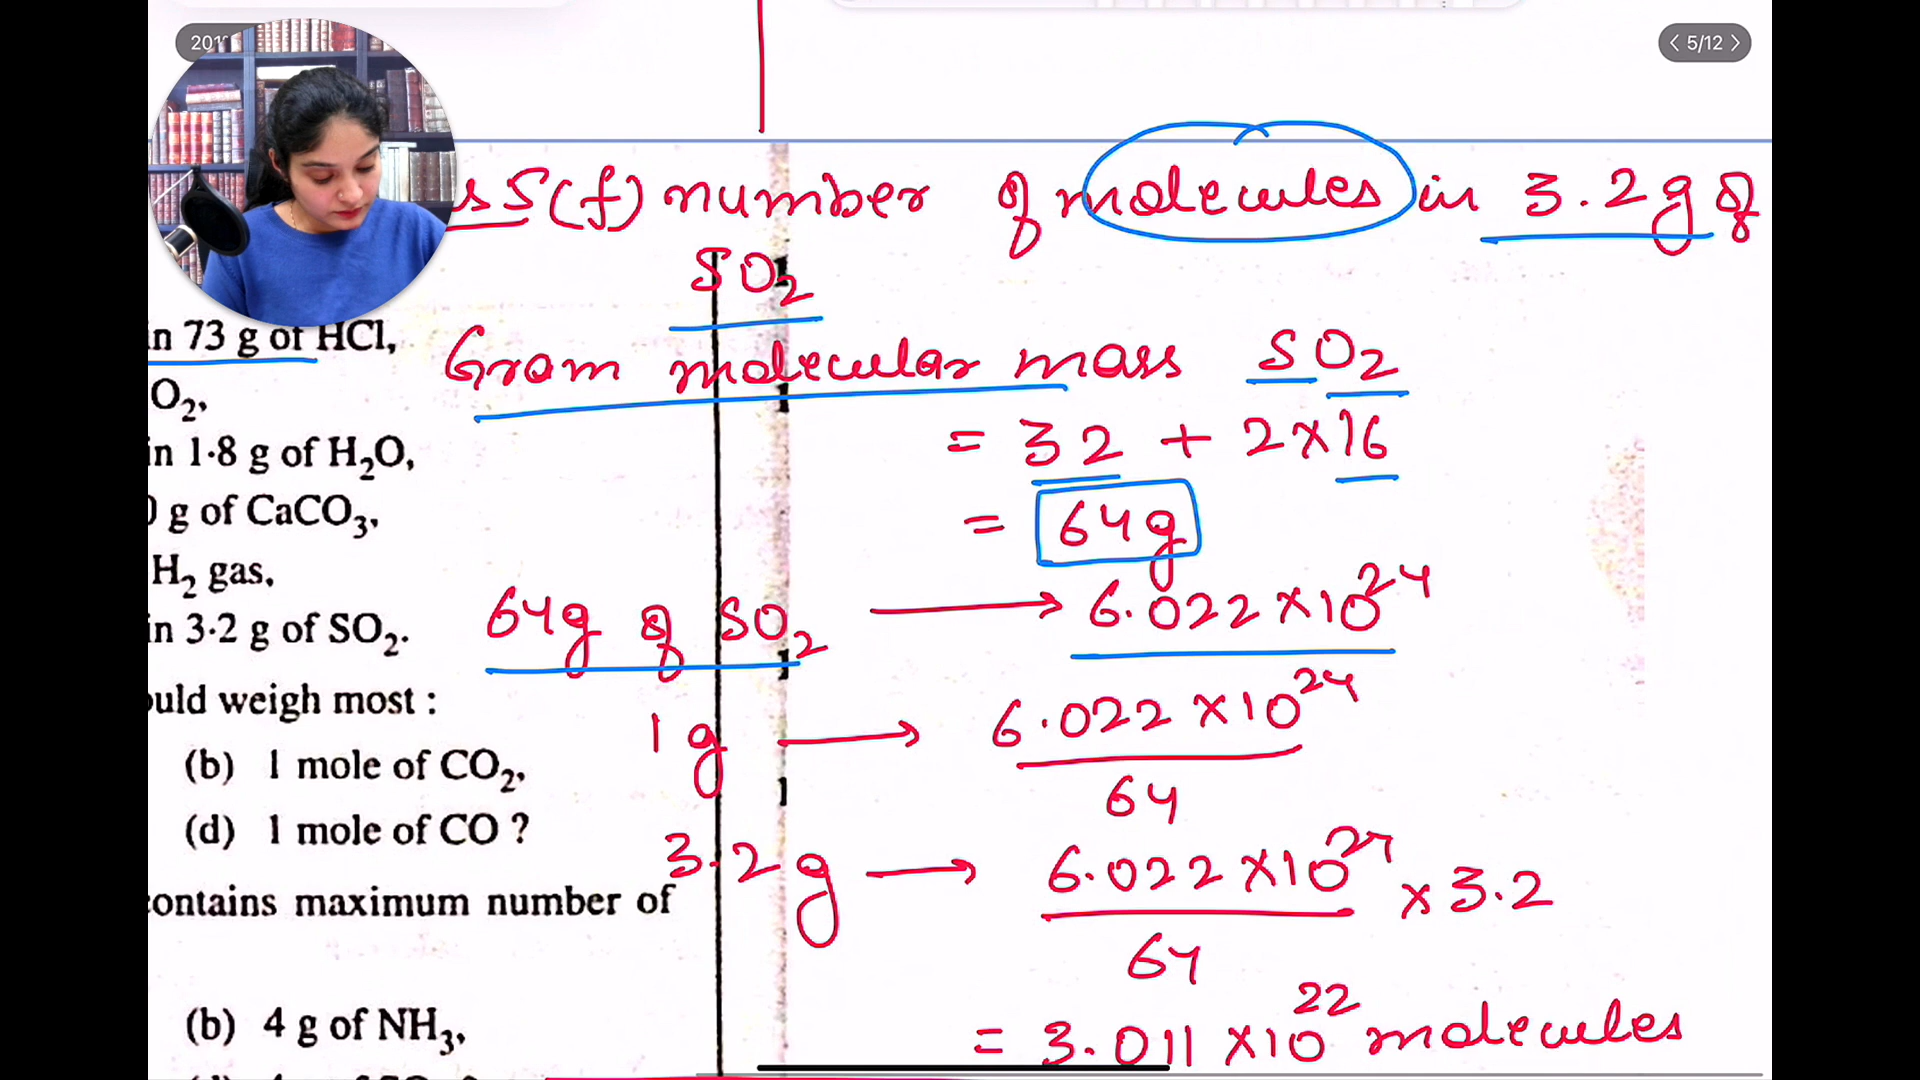 201
5/12
s S(f) number of molecules in 3.2g of
SO2
in 73 g of HCl,
O2,
in 1·8 g of H2O,
g of CaCO3,
H2 gas,
in 3·2 g of SO2.
ould weigh most :
(b) 1 mole of CO2,
(d) 1 mole of CO ?
contains maximum number of
(b) 4 g of NH3,
Gram molecular mass SO2
= 32 + 2×16
= 64g
64g of SO2 → 6.022×10^24
1 g → 6.022×10^24 / 64
3.2 g → 6.022×10^24 / 64 × 3.2
= 3.011 ×10^22 molecules